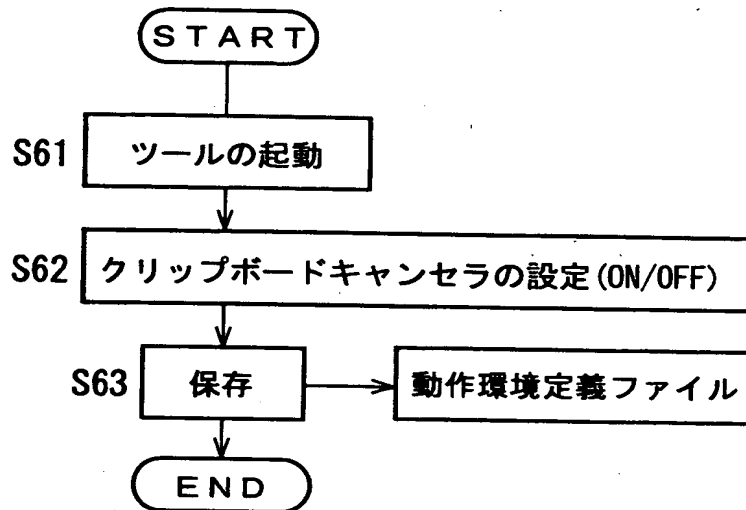 START
S61 ツールの起動
S62 クリップボードキャンセラの設定(ON/OFF)
S63 保存 動作環境定義ファイル
END